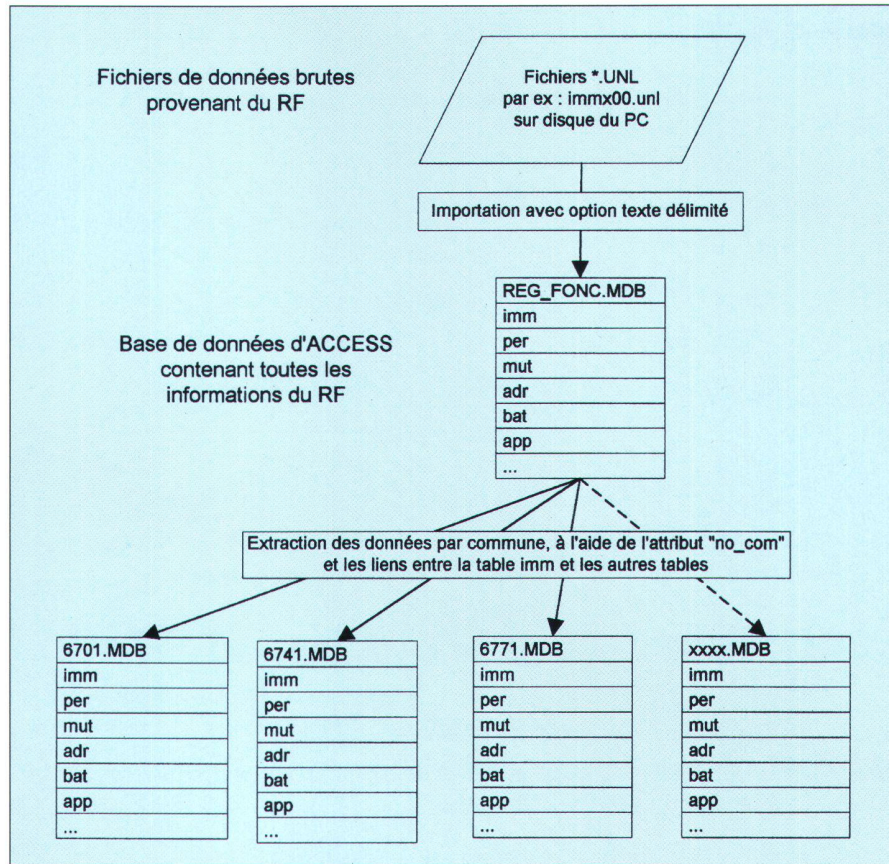 Fichiers de données brutes
provenant du RF
Fichiers *.UNL
par ex : immx00.unl
sur disque du PC
Importation avec option texte délimité
REG_FONC.MDB
imm
per
mut
adr
bat
app
...
Base de données d'ACCESS
contenant toutes les
informations du RF
Extraction des données par commune, à l'aide de l'attribut "no_com"
et les liens entre la table imm et les autres tables
6701.MDB
imm
per
mut
adr
bat
app
...
6741.MDB
imm
per
mut
adr
bat
app
...
6771.MDB
imm
per
mut
adr
bat
app
...
xxxx.MDB
imm
per
mut
adr
bat
app
...